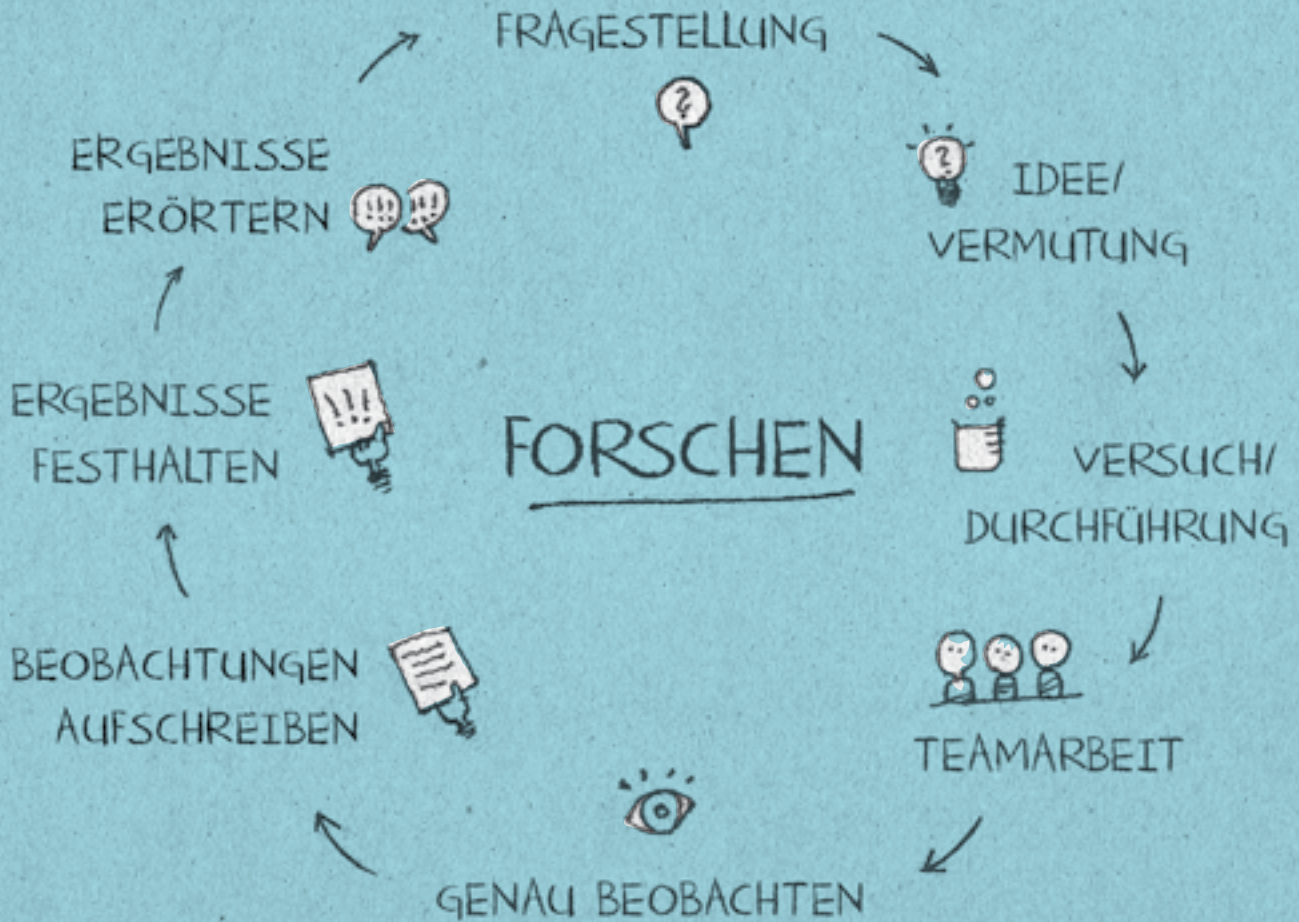 FRAGESTELLUNG
IDEE/
VERMUTUNG
VERSUCH/
DURCHFÜHRUNG
TEAMARBEIT
GENAU BEOBACHTEN
BEOBACHTUNGEN
AUFSCHREIBEN
ERGEBNISSE
FESTHALTEN
ERGEBNISSE
ERÖRTERN
FORSCHEN
?
?
!!!
!!!
!!!